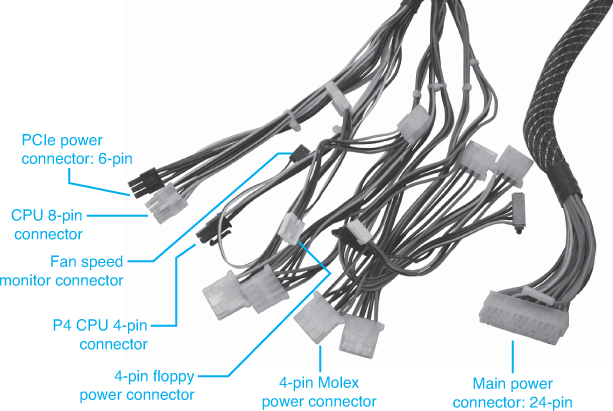 PCIe power
connector: 6-pin
CPU 8-pin
connector
Fan speed
monitor connector
P4 CPU 4-pin
connector
4-pin floppy
power connector
4-pin Molex
power connector
Main power
connector: 24-pin